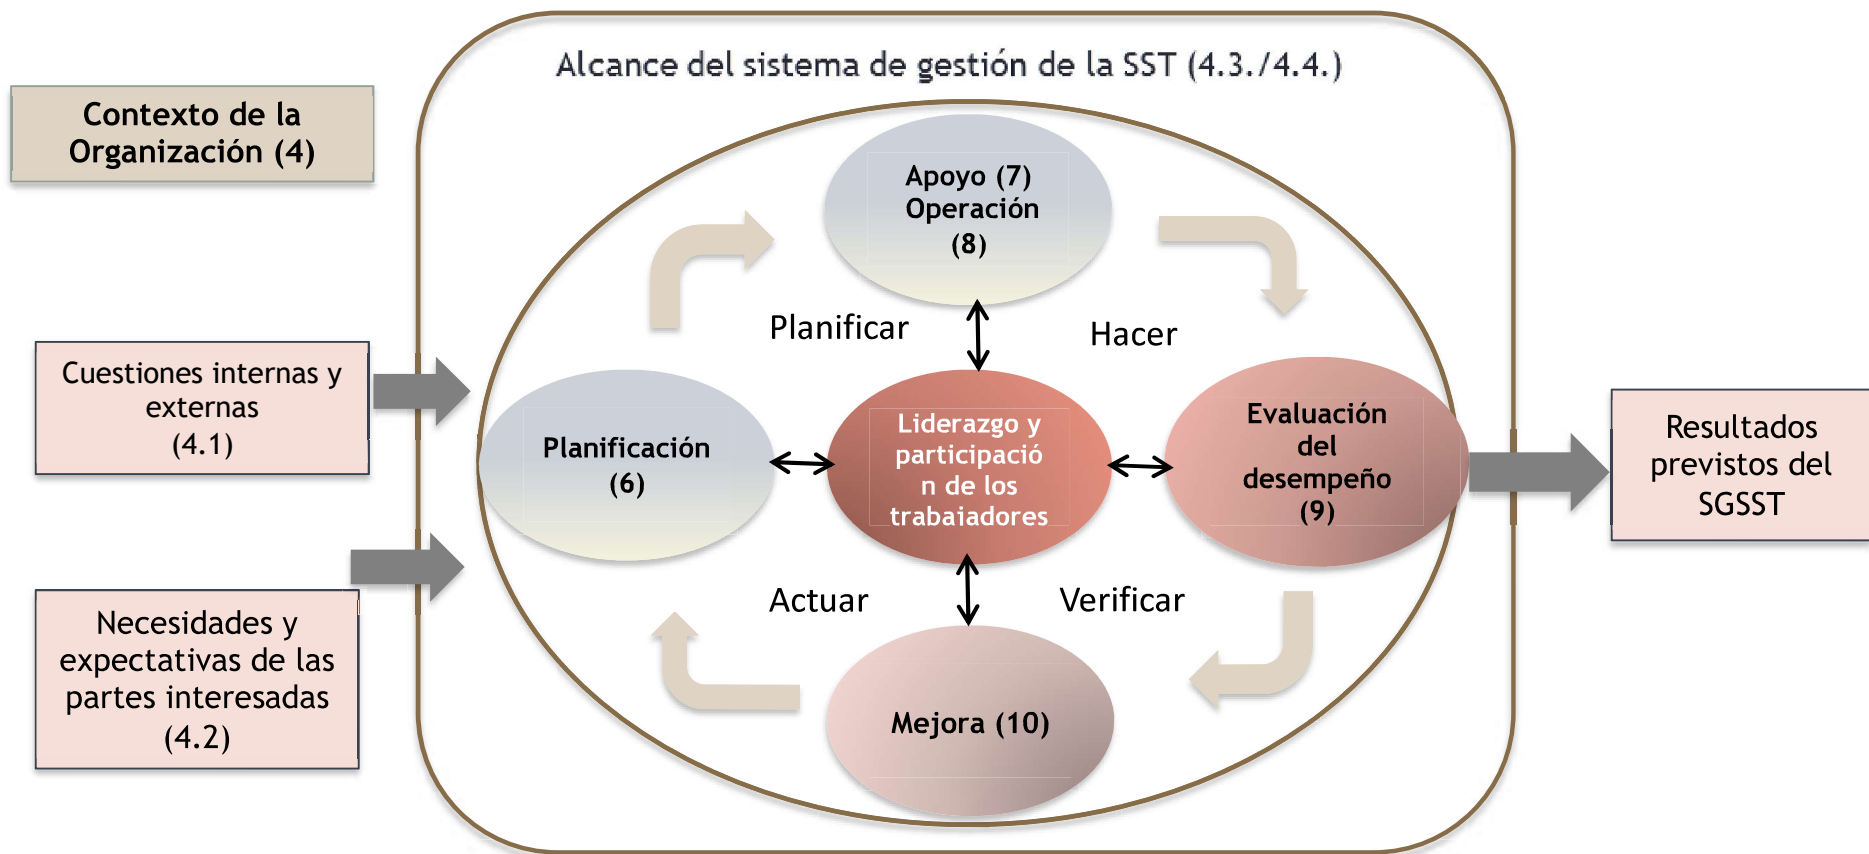 Alcance del sistema de gestión de la SST (4.3./4.4.)
Contexto de la
Organización (4)
Apoyo (7)
Operación
(8)
Planificar
Hacer
Cuestiones internas y
externas
(4.1)
Planificación
(6)
Liderazgo y
participació
n de los
trabaiadores
Evaluación
del
desempeño
(9)
Resultados
previstos del
SGSST
Necesidades y
expectativas de las
partes interesadas
(4.2)
Actuar
Verificar
Mejora (10)